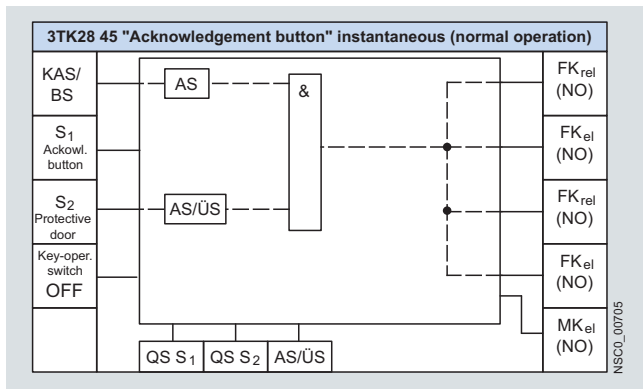 3TK28 45 "Acknowledgement button" instantaneous (normal operation)
KAS/
BS
S1
Ackowl.
button
S2
Protective
door
Key-oper.
switch
OFF
AS
&
AS/ÜS
QS S1
QS S2
AS/ÜS
FKrel
(NO)
FKel
(NO)
FKrel
(NO)
FKel
(NO)
MKel
(NO)
NSC0_00705